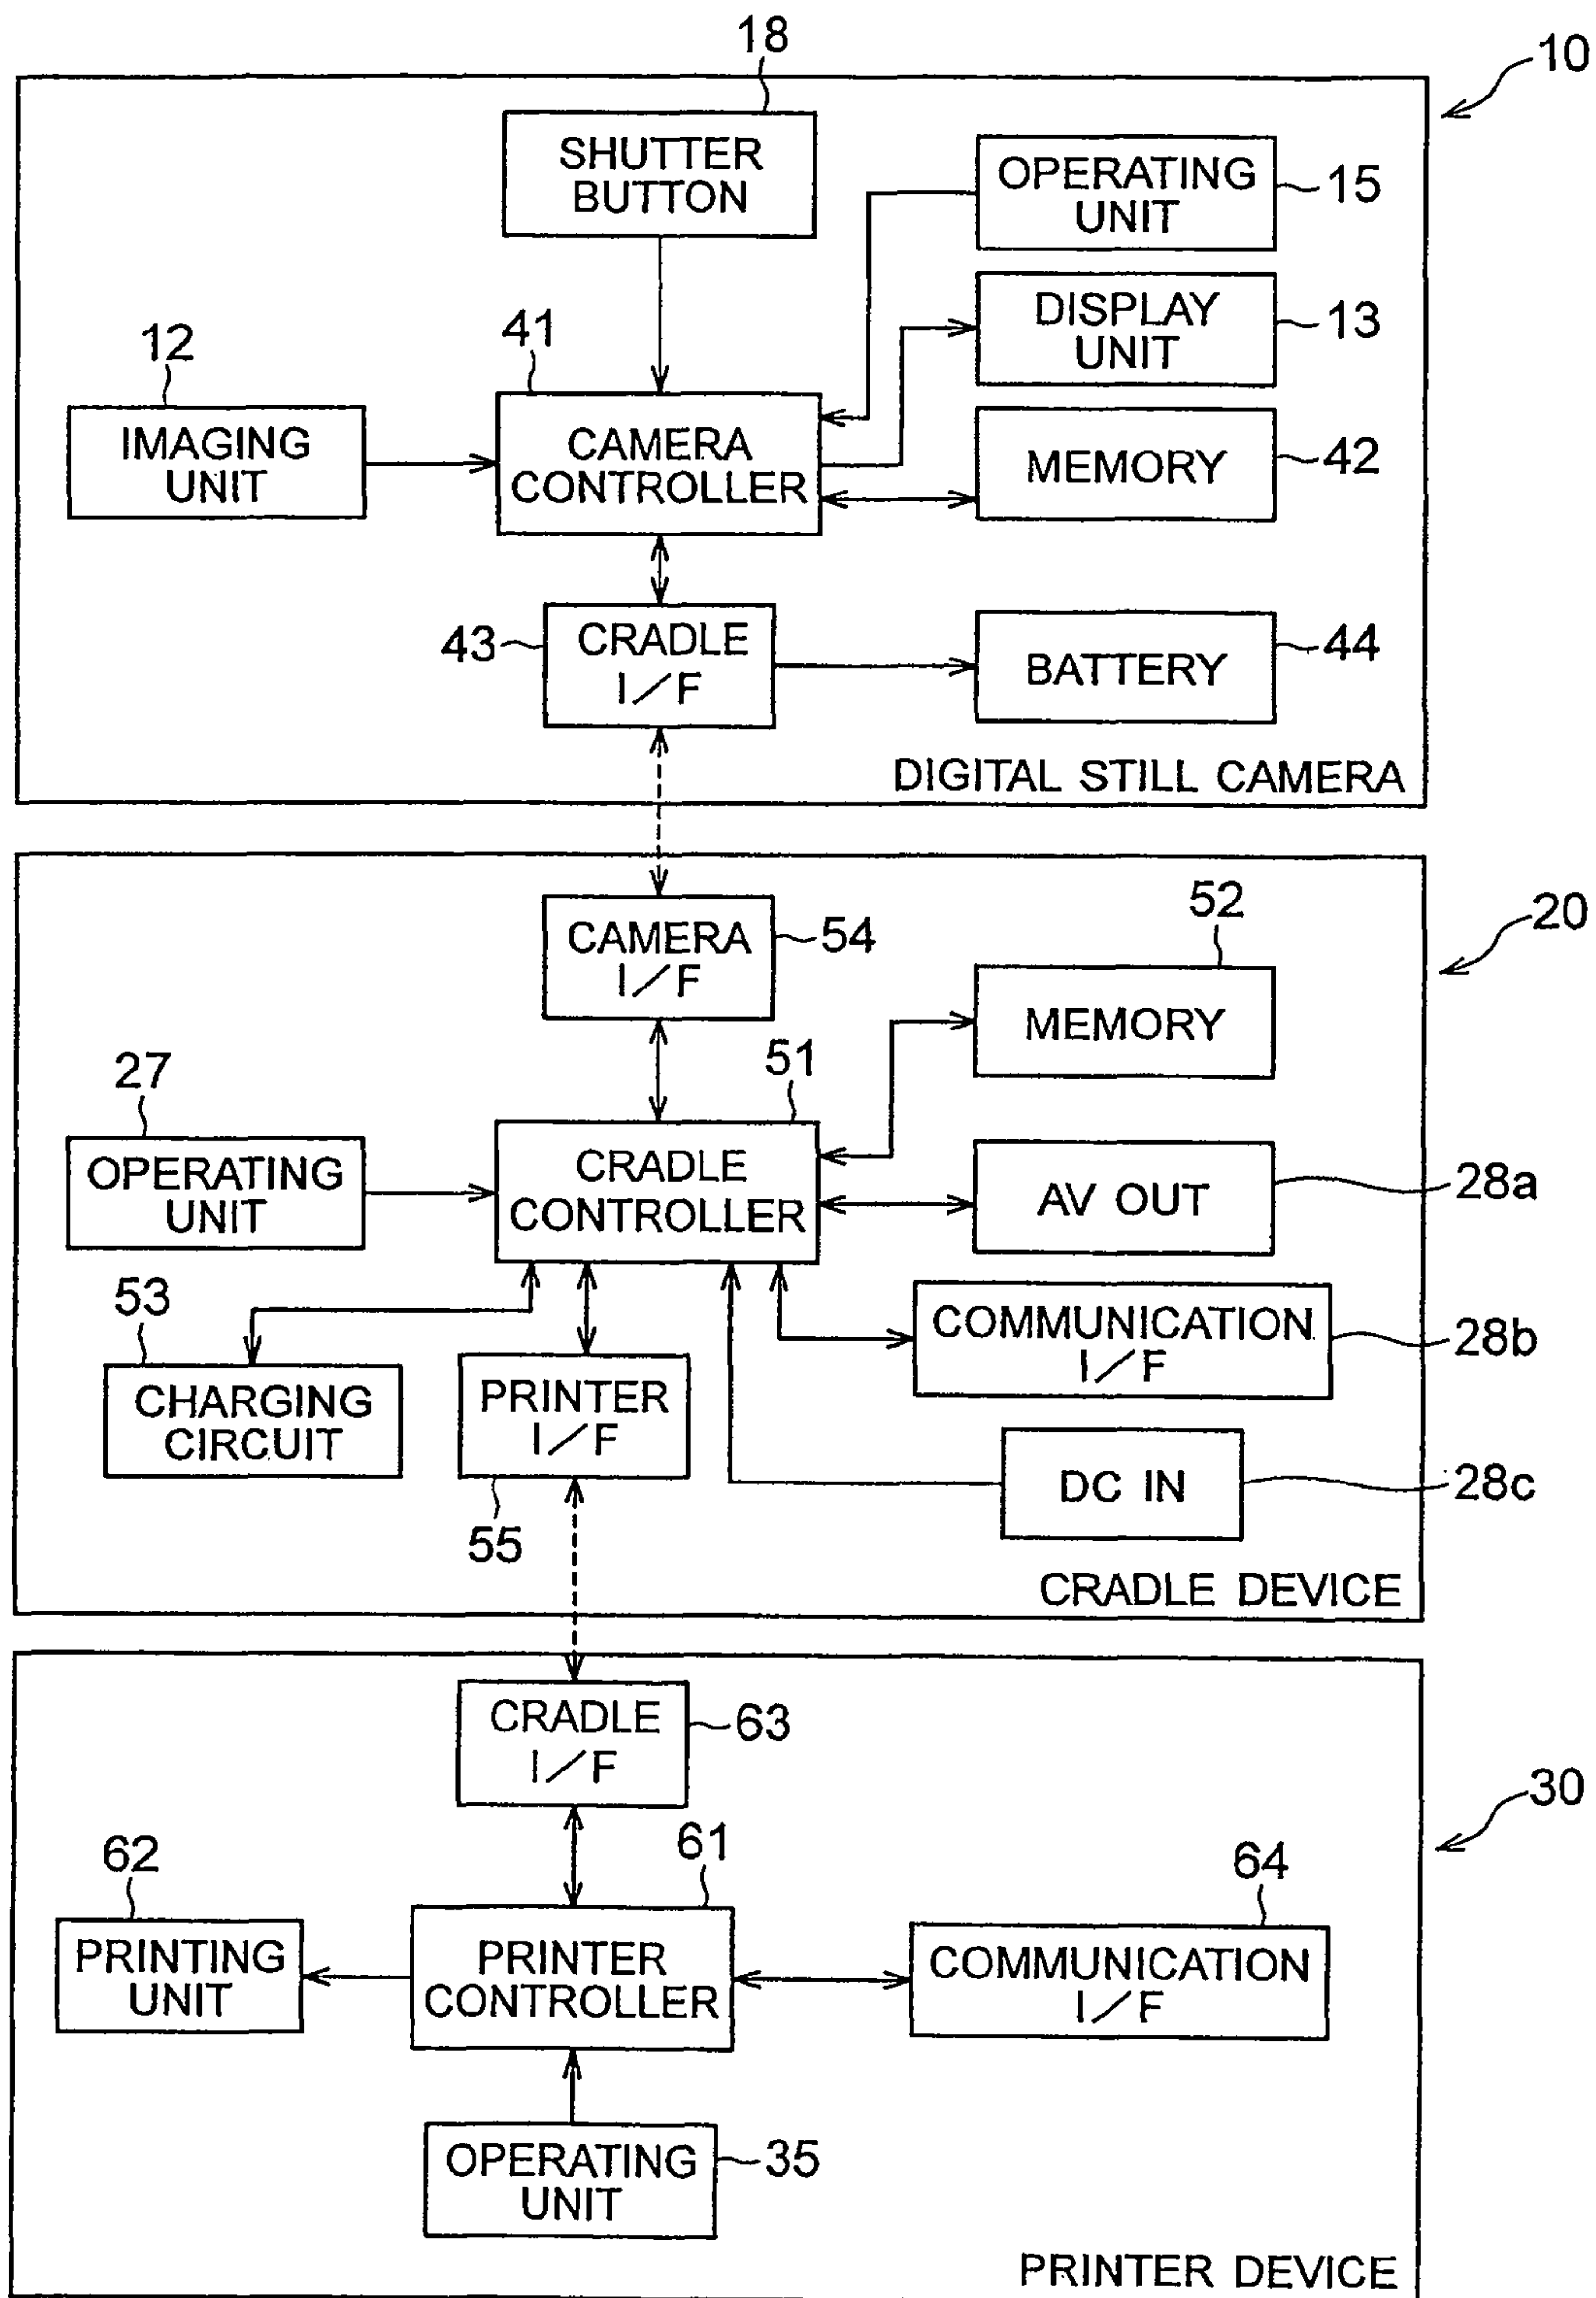 18
10
SHUTTER
BUTTON
OPERATING
UNIT
15
DISPLAY
UNIT
13
12
41
IMAGING
UNIT
CAMERA
CONTROLLER
MEMORY
42
43
CRADLE
I/F
BATTERY
44
DIGITAL STILL CAMERA
CAMERA
I/F
54
52
20
MEMORY
27
51
OPERATING
UNIT
CRADLE
CONTROLLER
AV OUT
28a
53
COMMUNICATION
I/F
28b
CHARGING
CIRCUIT
PRINTER
I/F
DC IN
28c
55
CRADLE DEVICE
CRADLE
I/F
63
30
62
61
64
PRINTING
UNIT
PRINTER
CONTROLLER
COMMUNICATION
I/F
OPERATING
UNIT
35
PRINTER DEVICE